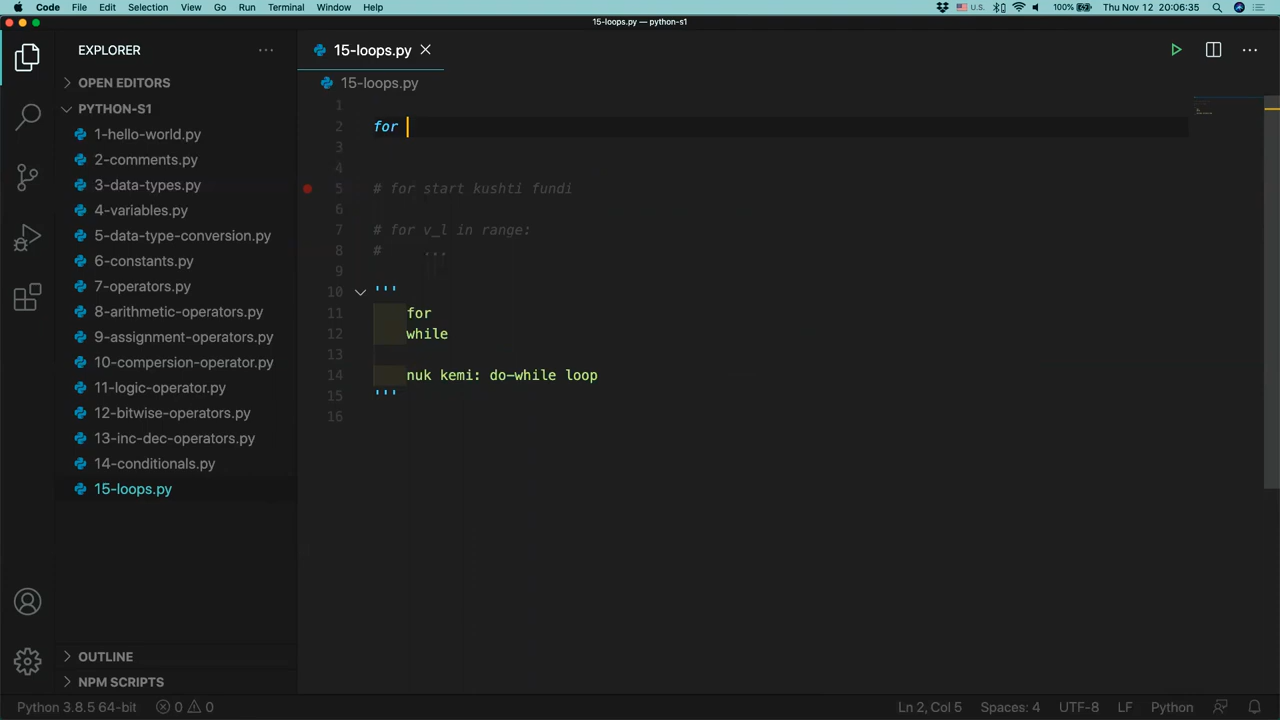 Code File Edit Selection View Go Run Terminal Window Help U.S. 100% Thu Nov 12 20:06:35
15-loops.py — python-s1
EXPLORER
OPEN EDITORS
PYTHON-S1
1-hello-world.py
2-comments.py
3-data-types.py
4-variables.py
5-data-type-conversion.py
6-constants.py
7-operators.py
8-arithmetic-operators.py
9-assignment-operators.py
10-compersion-operator.py
11-logic-operator.py
12-bitwise-operators.py
13-inc-dec-operators.py
14-conditionals.py
15-loops.py
OUTLINE
NPM SCRIPTS
15-loops.py
15-loops.py
1
2 for
3
4
5 # for start kushti fundi
6
7 # for v_l in range:
8 # ...
9
10 '''
11 for
12 while
13
14 nuk kemi: do-while loop
15 '''
16
Python 3.8.5 64-bit 0 0 Ln 2, Col 5 Spaces: 4 UTF-8 LF Python